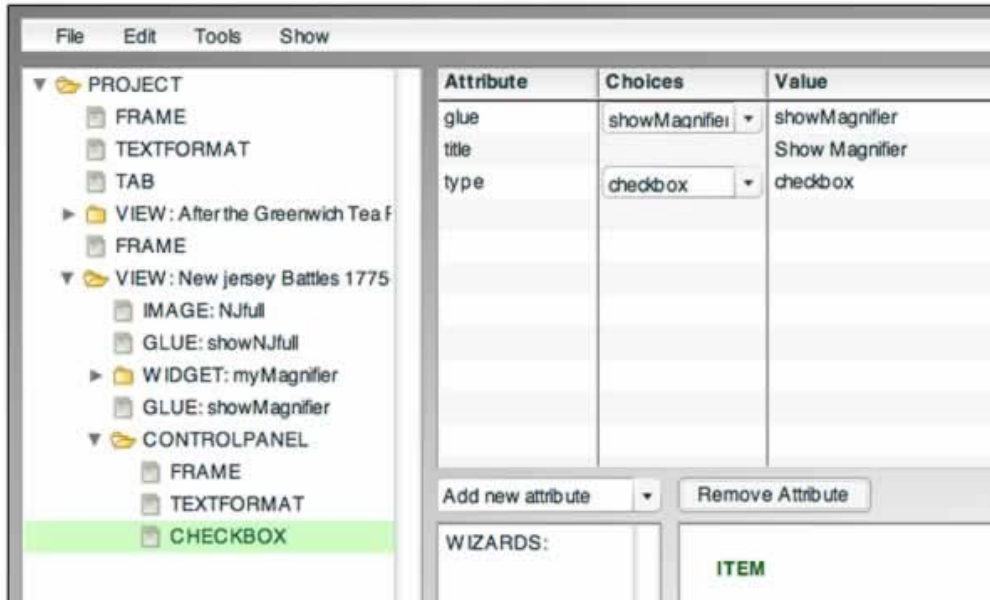 File Edit Tools Show
PROJECT
FRAME
TEXTFORMAT
TAB
VIEW: After the Greenwich Tea
FRAME
VIEW: New jersey Battles 1775
IMAGE: NJfull
GLUE: showNJfull
WIDGET: myMagnifier
GLUE: showMagnifier
CONTROLPANEL
FRAME
TEXTFORMAT
CHECKBOX
Attribute Choices Value
glue showMagnifier showMagnifier
title Show Magnifier
type checkbox checkbox
Add new attribute Remove Attribute
WIZARDS:
ITEM